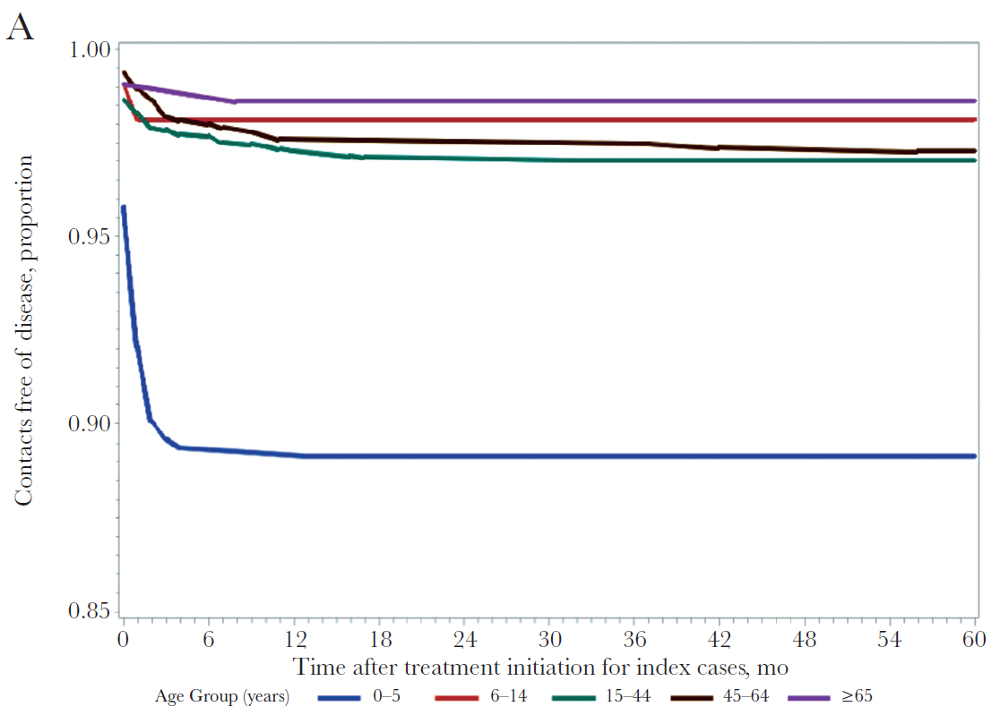 A
1.00
0.95
0.90
0.85
Contacts free of disease, proportion
0 6 12 18 24 30 36 42 48 54 60
Time after treatment initiation for index cases, mo
Age Group (years) 0–5 6–14 15–44 45–64 ≥65